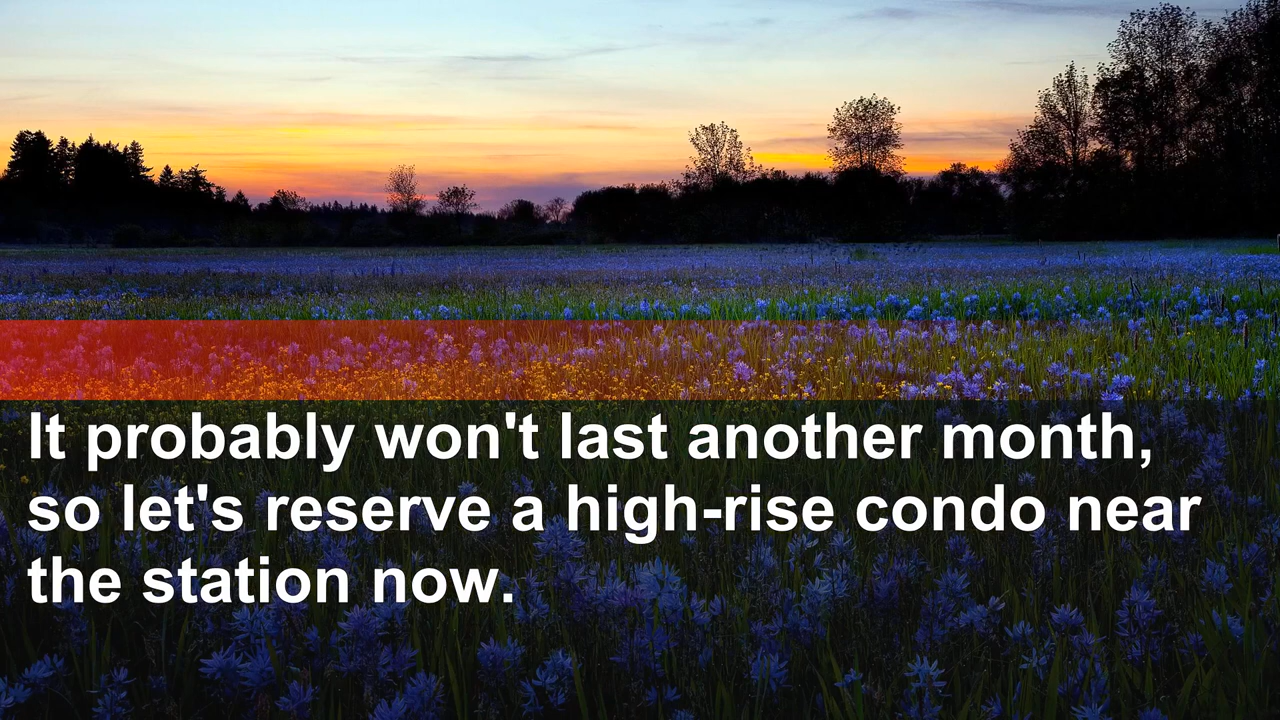 It probably won't last another month,
so let's reserve a high-rise condo near
the station now.